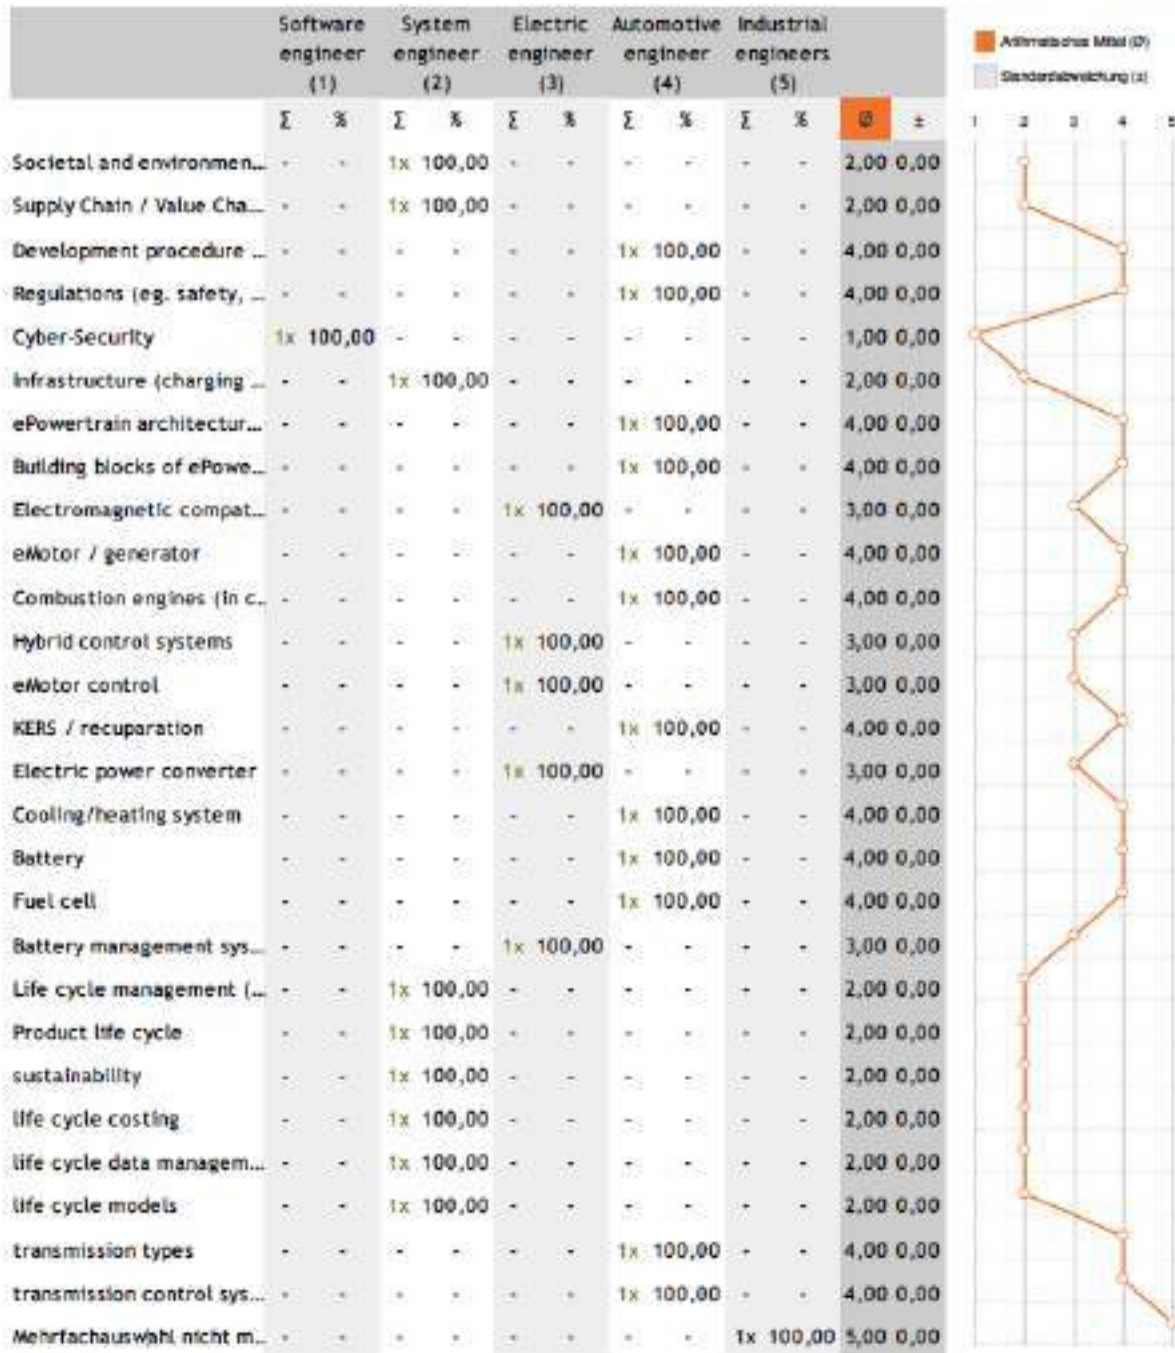 Software System Electric Automotive Industrial
engineer engineer engineer engineer engineers
(1) (2) (3) (4) (5)
Arithmetisches Mittel (Ø)
Standardabweichung (±)
Σ % Σ % Σ % Σ % Σ % Ø ± 1 2 3 4 5
Societal and environmen... - - 1x 100,00 - - - - - - 2,00 0,00
Supply Chain / Value Cha... - - 1x 100,00 - - - - - - 2,00 0,00
Development procedure ... - - - - - - 1x 100,00 - - 4,00 0,00
Regulations (eg. safety, ... - - - - - - 1x 100,00 - - 4,00 0,00
Cyber-Security 1x 100,00 - - - - - - - - 1,00 0,00
Infrastructure (charging ... - - 1x 100,00 - - - - - - 2,00 0,00
ePowertrain architectur... - - - - - - 1x 100,00 - - 4,00 0,00
Building blocks of ePowe... - - - - - - 1x 100,00 - - 4,00 0,00
Electromagnetic compat... - - - - 1x 100,00 - - - - 3,00 0,00
eMotor / generator - - - - - - 1x 100,00 - - 4,00 0,00
Combustion engines (in c... - - - - - - 1x 100,00 - - 4,00 0,00
Hybrid control systems - - - - 1x 100,00 - - - - 3,00 0,00
eMotor control - - - - 1x 100,00 - - - - 3,00 0,00
KERS / recuparation - - - - - - 1x 100,00 - - 4,00 0,00
Electric power converter - - - - 1x 100,00 - - - - 3,00 0,00
Cooling/heating system - - - - - - 1x 100,00 - - 4,00 0,00
Battery - - - - - - 1x 100,00 - - 4,00 0,00
Fuel cell - - - - - - 1x 100,00 - - 4,00 0,00
Battery management sys... - - - - 1x 100,00 - - - - 3,00 0,00
Life cycle management (... - - 1x 100,00 - - - - - - 2,00 0,00
Product life cycle - - 1x 100,00 - - - - - - 2,00 0,00
sustainability - - 1x 100,00 - - - - - - 2,00 0,00
life cycle costing - - 1x 100,00 - - - - - - 2,00 0,00
life cycle data managem... - - 1x 100,00 - - - - - - 2,00 0,00
life cycle models - - 1x 100,00 - - - - - - 2,00 0,00
transmission types - - - - - - 1x 100,00 - - 4,00 0,00
transmission control sys... - - - - - - 1x 100,00 - - 4,00 0,00
Mehrfachauswahl nicht m... - - - - - - - - 1x 100,00 5,00 0,00